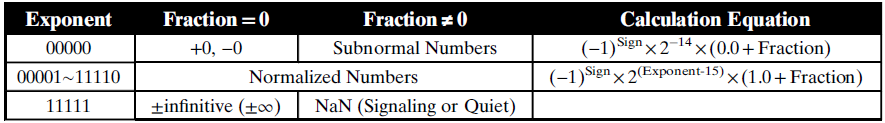 Exponent Fraction = 0 Fraction ≠ 0 Calculation Equation
00000 +0, −0 Subnormal Numbers (−1)^Sign × 2^−14 × (0.0 + Fraction)
00001~11110 Normalized Numbers (−1)^Sign × 2^(Exponent-15) × (1.0 + Fraction)
11111 ±infinitive (±∞) NaN (Signaling or Quiet)